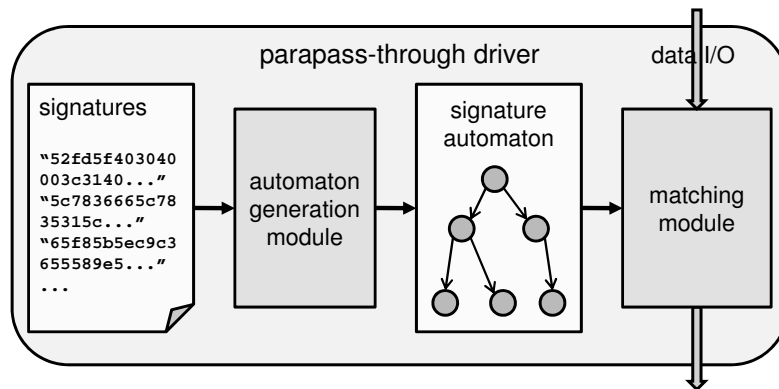 parapass-through driver
data I/O
signatures
“52fd5f403040
003c3140...”
“5c7836665c78
35315c...”
“65f85b5ec9c3
655589e5...”
...
automaton
generation
module
signature
automaton
matching
module